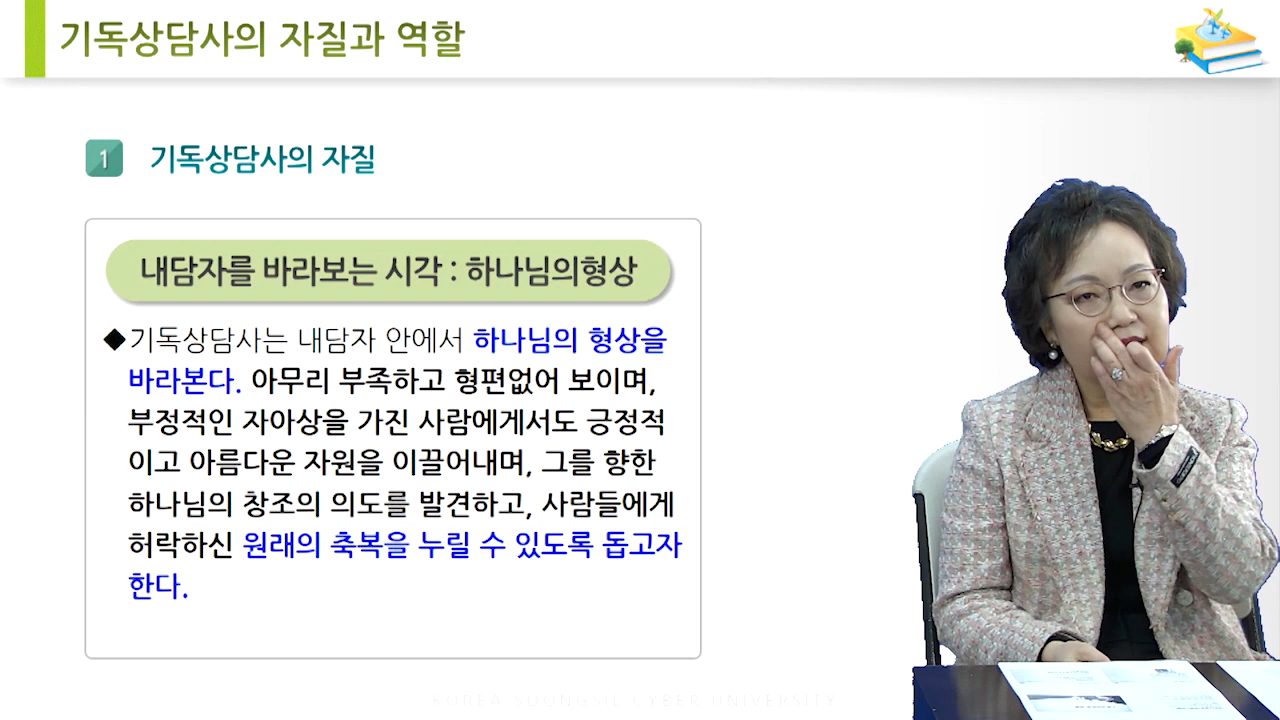 기독상담사의 자질과 역할
1 기독상담사의 자질
내담자를 바라보는 시각 : 하나님의형상
◆기독상담사는 내담자 안에서 하나님의 형상을
바라본다. 아무리 부족하고 형편없어 보이며,
부정적인 자아상을 가진 사람에게서도 긍정적
이고 아름다운 자원을 이끌어내며, 그를 향한
하나님의 창조의 의도를 발견하고, 사람들에게
허락하신 원래의 축복을 누릴 수 있도록 돕고자
한다.
KOREA SOONGSIL CYBER UNIVERSITY